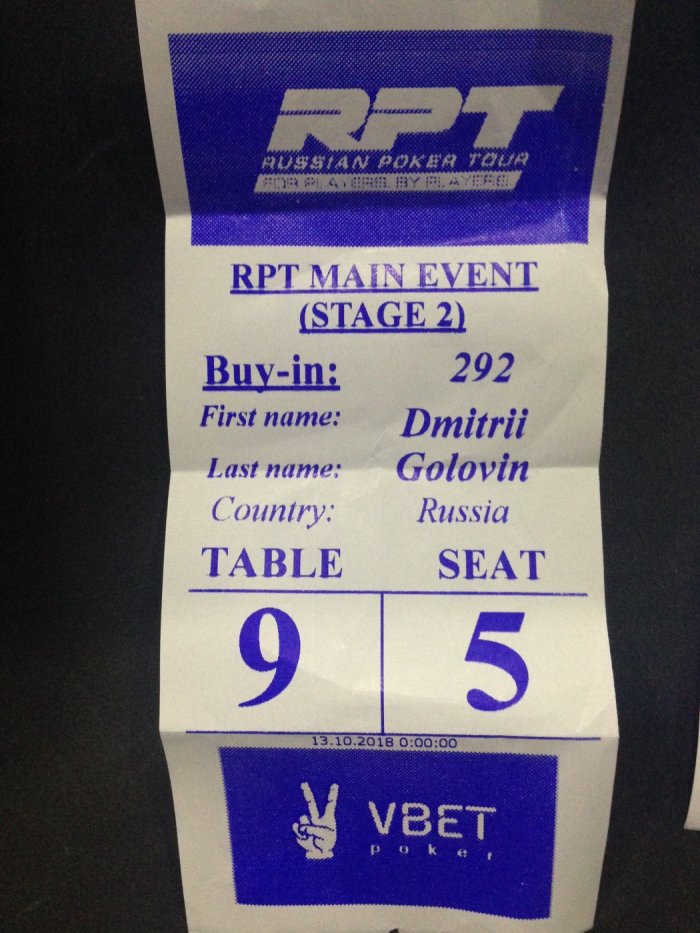 RPT
RUSSIAN POKER TOUR
FOR PLAYERS. BY PLAYERS
RPT MAIN EVENT
(STAGE 2)
Buy-in: 292
First name: Dmitrii
Last name: Golovin
Country: Russia
TABLE SEAT
9 5
13.10.2018 0:00:00
VBET
poker